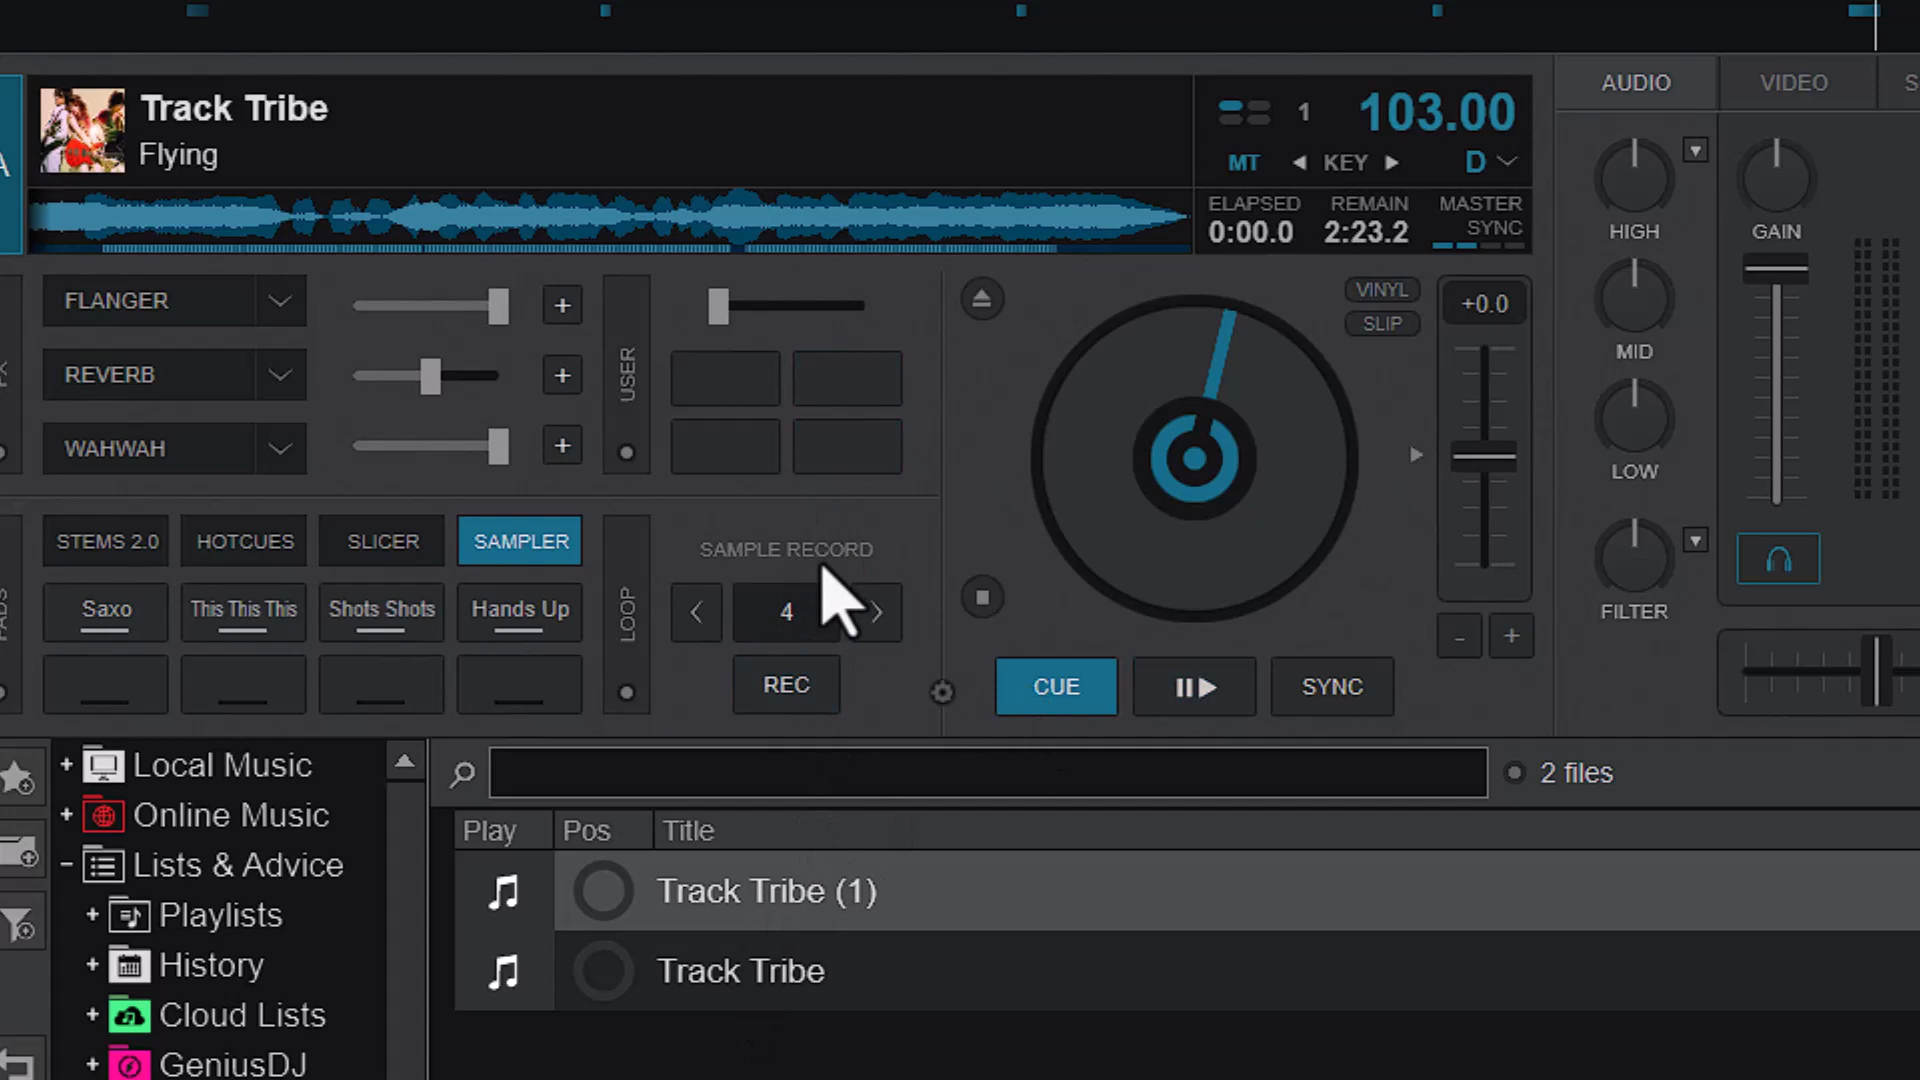 Track Tribe
Flying
A
1 103.00
MT KEY D
ELAPSED REMAIN MASTER
0:00.0 2:23.2 SYNC
AUDIO VIDEO S
HIGH GAIN
MID
LOW
FILTER
FLANGER +
REVERB +
WAHWAH +
USER
VINYL
SLIP
+0.0
STEMS 2.0 HOTCUES SLICER SAMPLER
Saxo This This This Shots Shots Hands Up
LOOP
SAMPLE RECORD
< 4 >
REC
CUE SYNC
- +
+ Local Music
+ Online Music
- Lists & Advice
+ Playlists
+ History
+ Cloud Lists
+ GeniusDJ
2 files
Play Pos Title
Track Tribe (1)
Track Tribe